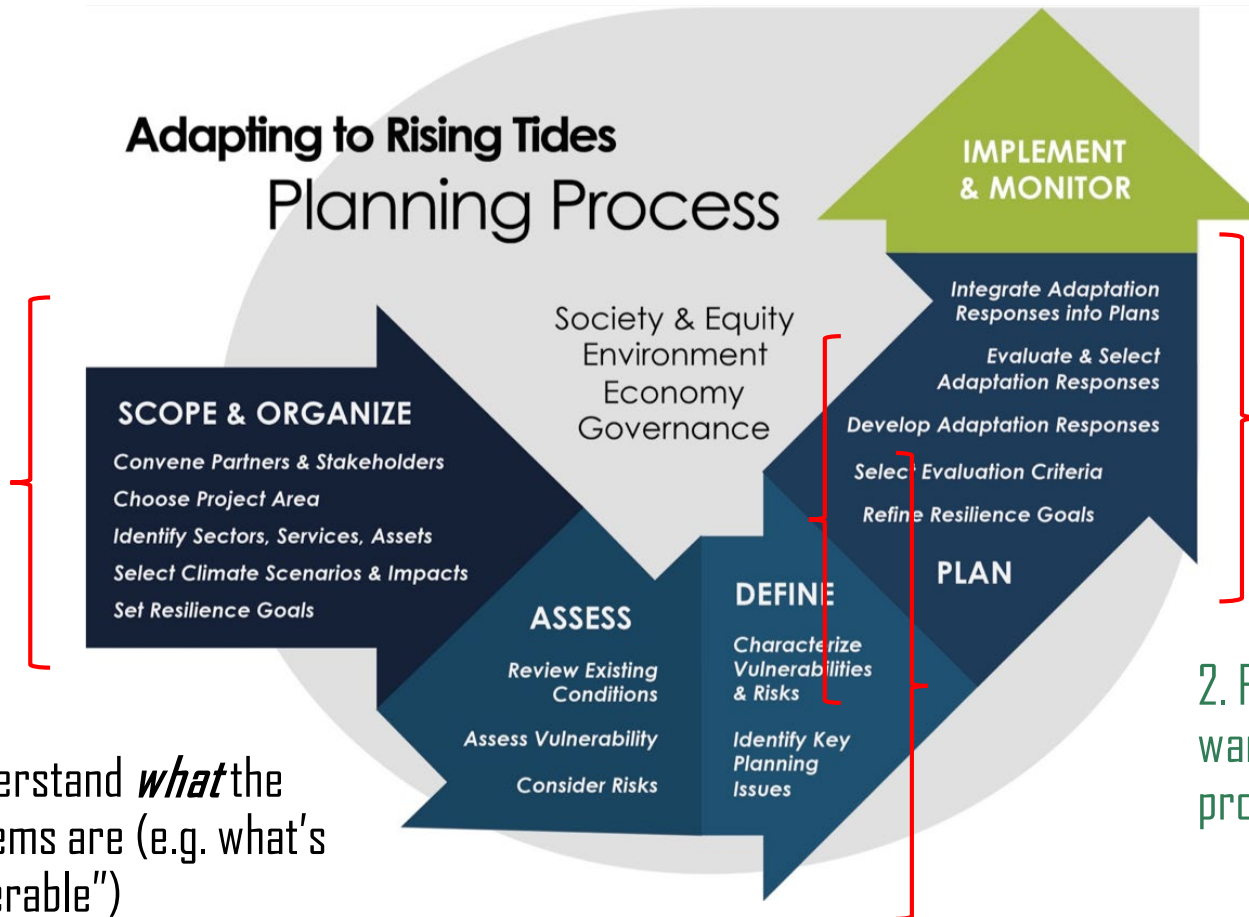 Adapting to Rising Tides
Planning Process
IMPLEMENT
& MONITOR
Society & Equity
Environment
Economy
Governance
SCOPE & ORGANIZE
Convene Partners & Stakeholders
Choose Project Area
Identify Sectors, Services, Assets
Select Climate Scenarios & Impacts
Set Resilience Goals
ASSESS
Review Existing
Conditions
Assess Vulnerability
Consider Risks
DEFINE
Characterize
Vulnerabilities
& Risks
Identify Key
Planning
Issues
Integrate Adaptation
Responses into Plans
Evaluate & Select
Adaptation Responses
Develop Adaptation Responses
Select Evaluation Criteria
Refine Resilience Goals
PLAN
erstand what the
ems are (e.g. what's
erable")
2.
war
pro